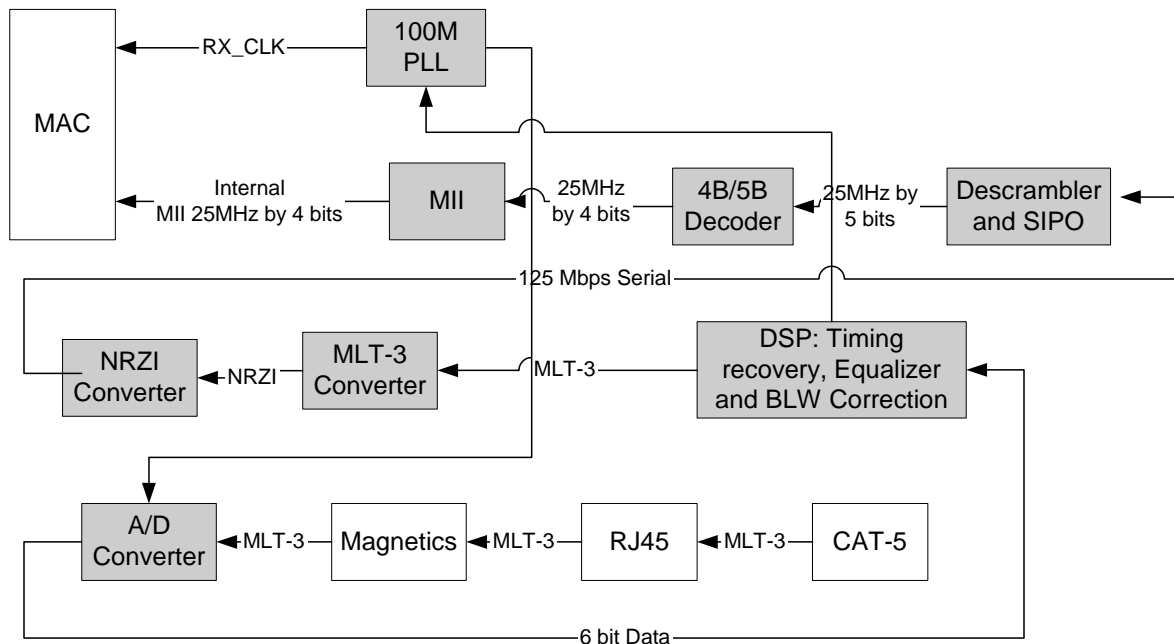 100M
PLL
RX_CLK
MAC
Internal
MII 25MHz by 4 bits
MII
25MHz
by 4 bits
4B/5B
Decoder
25MHz by
5 bits
Descrambler
and SIPO
125 Mbps Serial
NRZI
Converter
NRZI
MLT-3
Converter
MLT-3
DSP: Timing
recovery, Equalizer
and BLW Correction
A/D
Converter
MLT-3
Magnetics
MLT-3
RJ45
MLT-3
CAT-5
6 bit Data